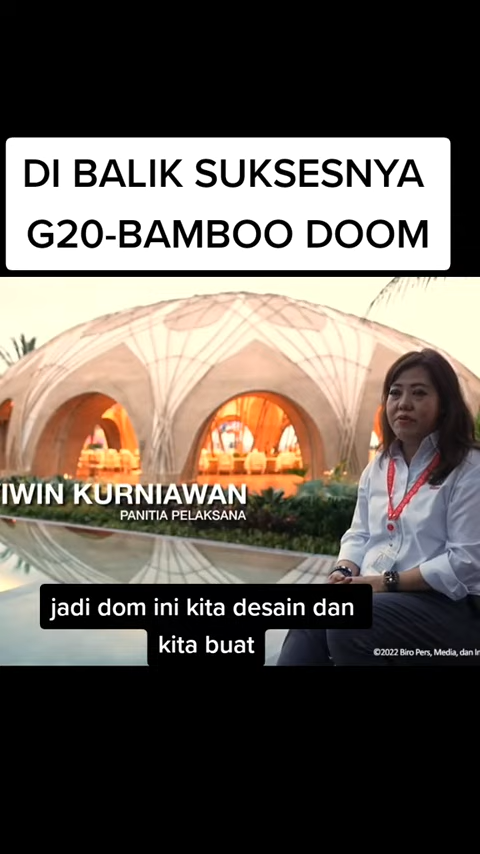 DI BALIK SUKSESNYA
G20-BAMBOO DOOM
IWIN KURNIAWAN
PANITIA PELAKSANA
jadi dom ini kita desain dan
kita buat
©2022 Biro Pers, Media, dan In